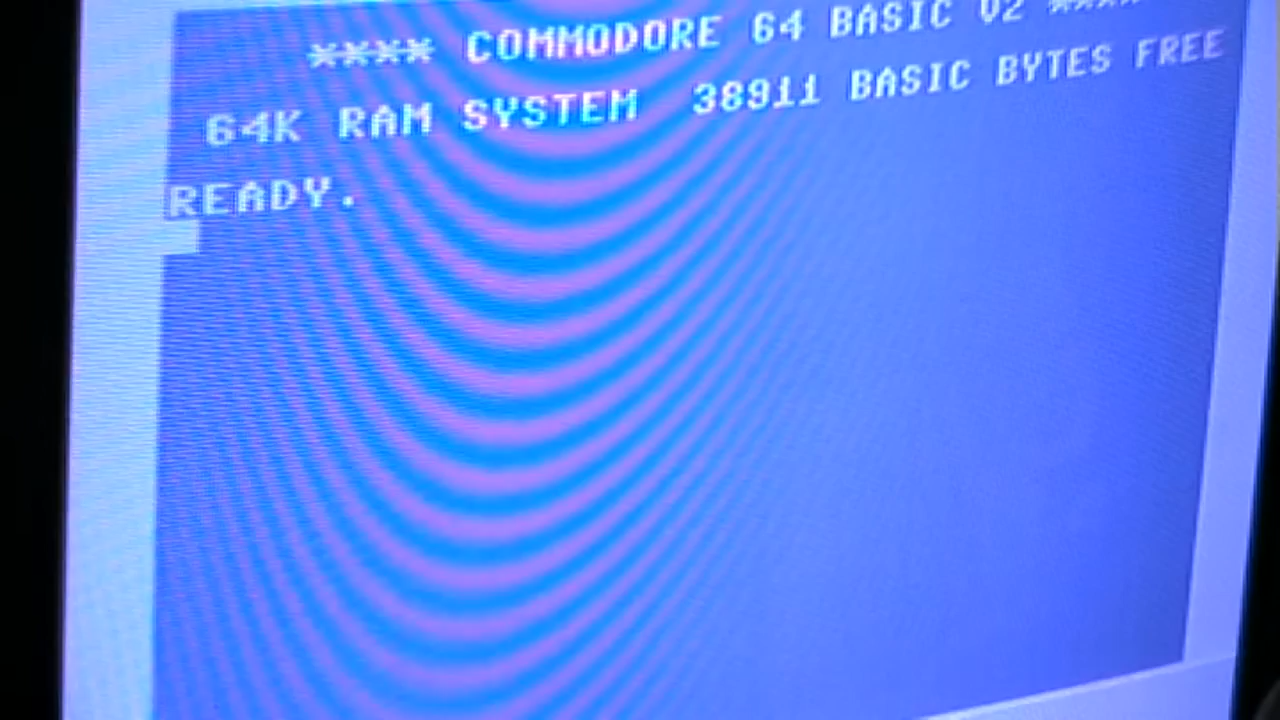 **** COMMODORE 64 BASIC V2 ****
64K RAM SYSTEM 38911 BASIC BYTES FREE
READY.